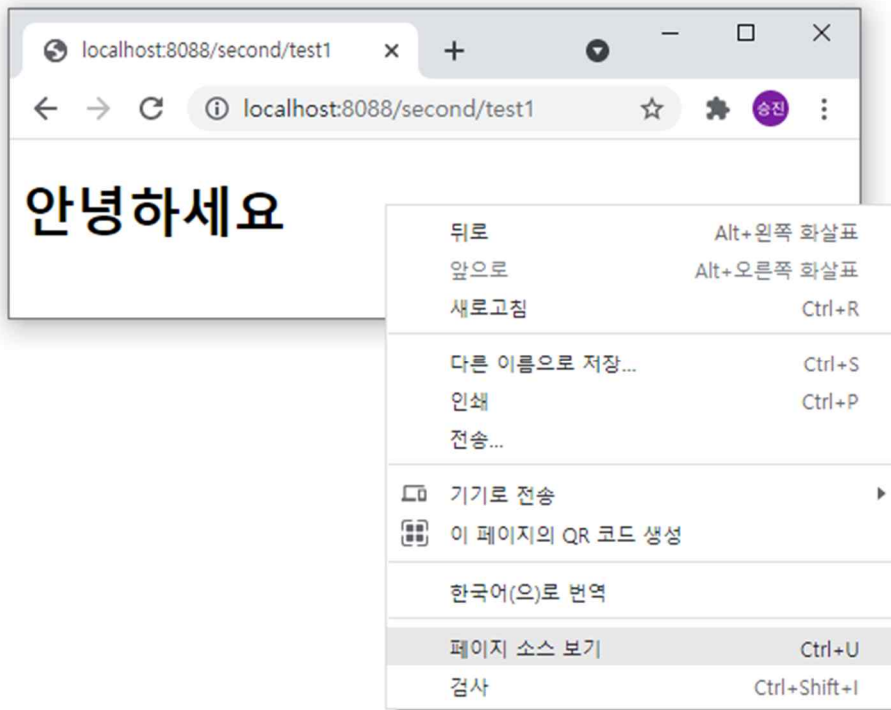 localhost:8088/second/test1
localhost:8088/second/test1
승진
안녕하세요
뒤로 Alt+왼쪽 화살표
앞으로 Alt+오른쪽 화살표
새로고침 Ctrl+R
다른 이름으로 저장... Ctrl+S
인쇄 Ctrl+P
전송...
기기로 전송
이 페이지의 QR 코드 생성
한국어(으)로 번역
페이지 소스 보기 Ctrl+U
검사 Ctrl+Shift+I